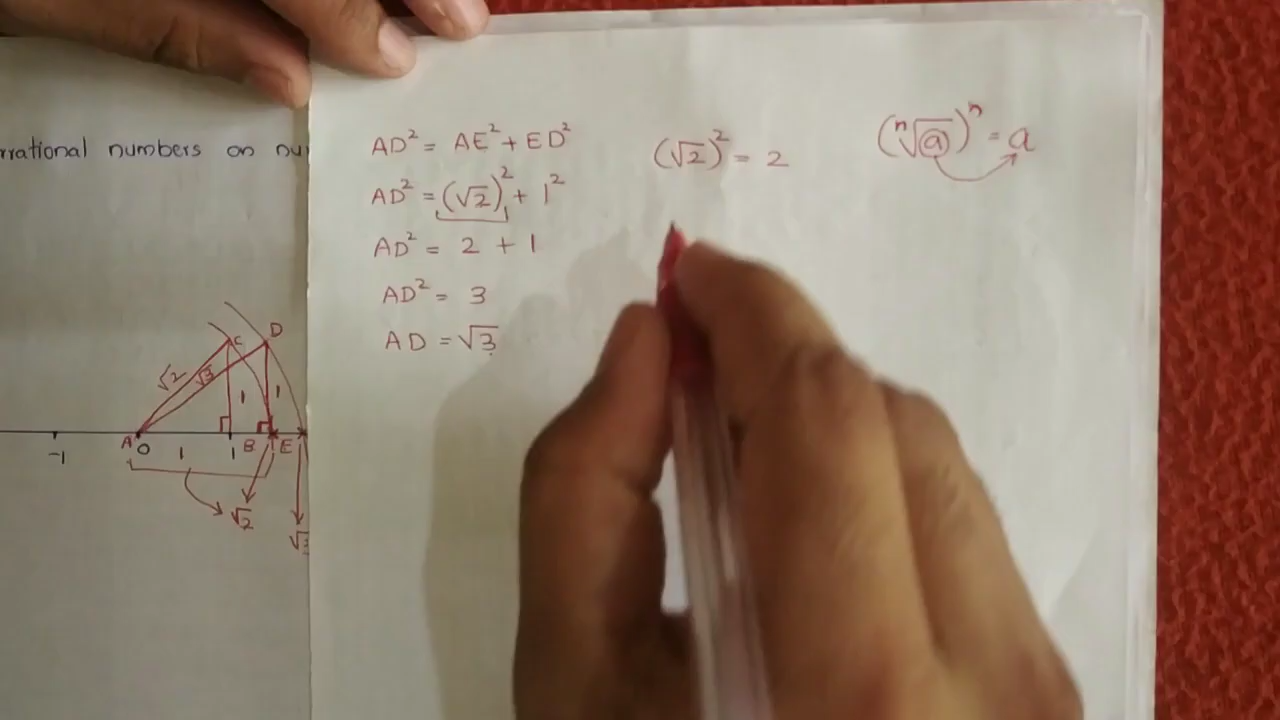 rrational numbers on nu
AD² = AE² + ED²
AD² = (√2)² + 1²
AD² = 2 + 1
AD² = 3
AD = √3
(√2)² = 2
(ⁿ√a)ⁿ = a
C D
√2 √3 1 1
A B E
-1 0 1 1
√2
√3